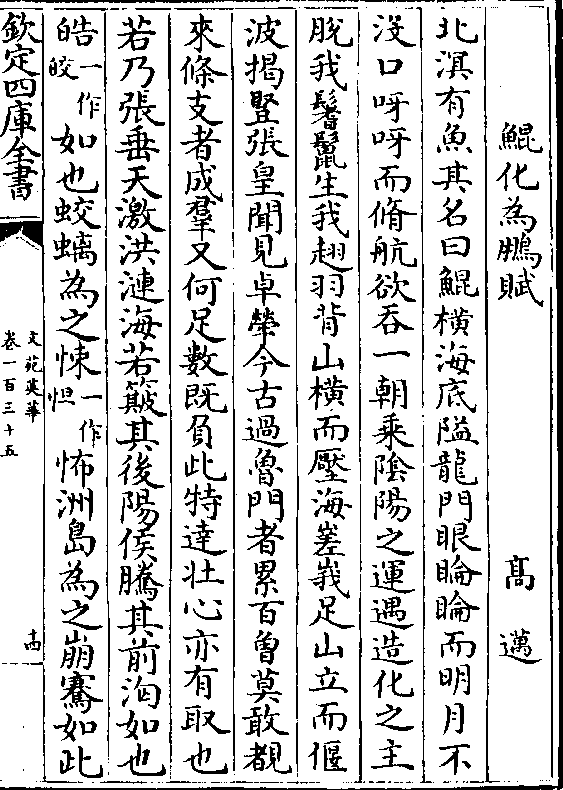 鯤化為鵬賦 高邁
北溟有魚其名曰鯤橫海底隘龍門眼睔睔而明月不
沒口呀呀而脩航欲吞一朝乘陰陽之運遇造化之主
脫我鬐鬣生我翅羽背山橫而壓海嵳峩足山立而偃
波揭豎張皇聞見卓犖今古過魯門者累百曾莫敢覩
來條支者成羣又何足數既負此特達壯心亦有取也
若乃張垂天激洪漣海若簸其後陽侯騰其前洶如也
皓一作皎如也蛟螭為之悚一作怛怖洲島為之崩騫如此
欽定四庫全書
文苑英華
卷一百三十五
十四